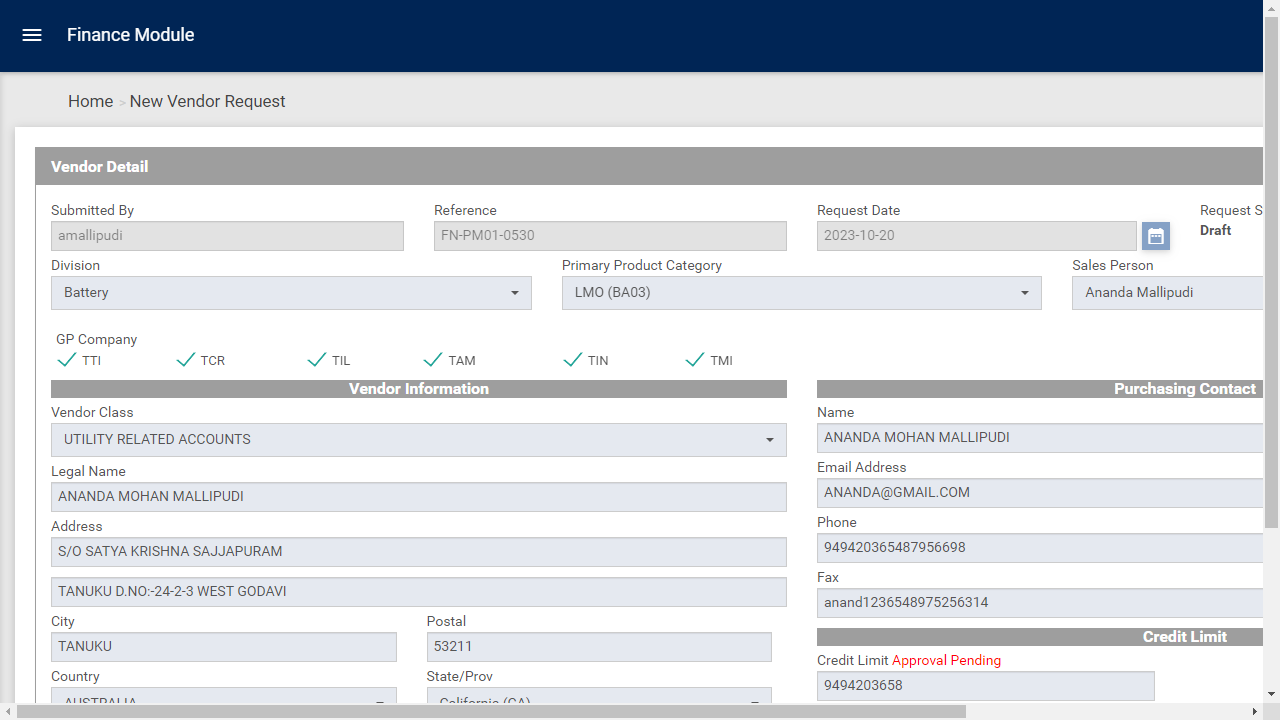 Finance Module
Home > New Vendor Request
Vendor Detail
Submitted By
amallipudi
Reference
FN-PM01-0530
Request Date
2023-10-20
Request S
Draft
Division
Battery
Primary Product Category
LMO (BA03)
Sales Person
Ananda Mallipudi
GP Company
TTI TCR TIL TAM TIN TMI
Vendor Information
Vendor Class
UTILITY RELATED ACCOUNTS
Legal Name
ANANDA MOHAN MALLIPUDI
Address
S/O SATYA KRISHNA SAJJAPURAM
TANUKU D.NO:-24-2-3 WEST GODAVI
City
TANUKU
Postal
53211
Country
AUSTRALIA
State/Prov
California (CA)
Purchasing Contact
Name
ANANDA MOHAN MALLIPUDI
Email Address
ANANDA@GMAIL.COM
Phone
949420365487956698
Fax
anand1236548975256314
Credit Limit
Credit Limit Approval Pending
9494203658